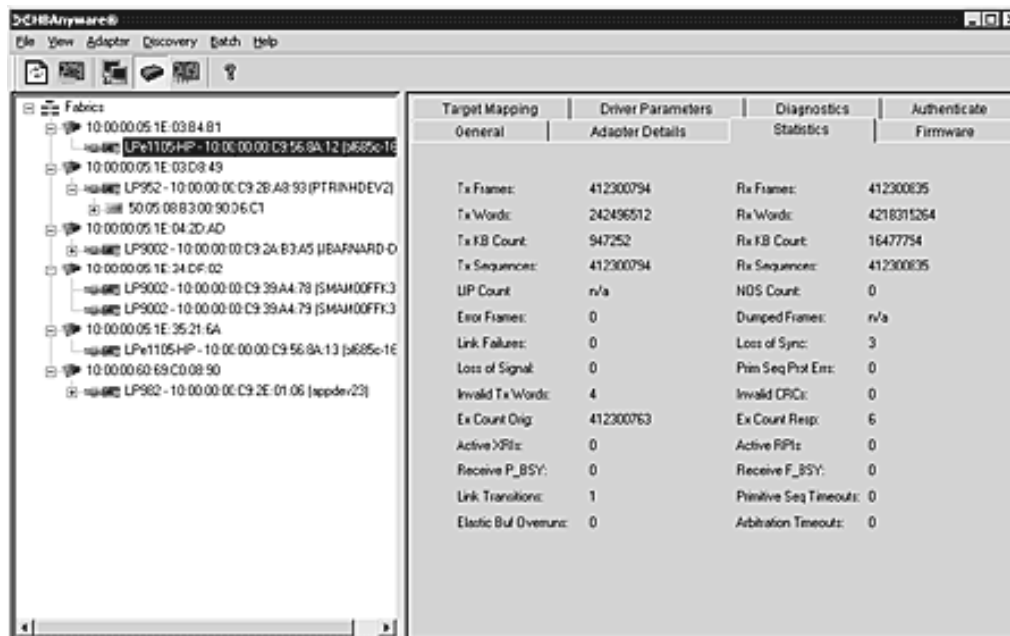 HBAnyware®
File View Adapter Discovery Batch Help
Fabrics
10:00:00:05:1E:03:84:81
LPe1105-HP - 10:00:00:00:C9:56:8A:12 (bl685c-16
10:00:00:05:1E:03:D8:49
LP952 - 10:00:00:00:C9:2B:A8:93 (PTRINHDEV2)
50:05:08:B3:00:90:D6:C1
10:00:00:05:1E:04:2D:AD
LP9002 - 10:00:00:00:C9:2A:B3:A5 (JBARNARD-D
10:00:00:05:1E:34:DF:02
LP9002 - 10:00:00:00:C9:39:A4:78 (SMAH00FFK3
LP9002 - 10:00:00:00:C9:39:A4:79 (SMAH00FFK3
10:00:00:05:1E:35:21:6A
LPe1105-HP - 10:00:00:00:C9:56:8A:13 (bl685c-16
10:00:00:60:69:C0:08:90
LP982 - 10:00:00:00:C9:2E:01:06 (appdev23)
Target Mapping Driver Parameters Diagnostics Authenticate
General Adapter Details Statistics Firmware
Tx Frames: 412300794 Rx Frames: 412300835
Tx Words: 242496512 Rx Words: 4218315264
Tx KB Count: 947252 Rx KB Count: 16477794
Tx Sequences: 412300794 Rx Sequences: 412300835
LIP Count n/a NOS Count: 0
Error Frames: 0 Dumped Frames: n/a
Link Failures: 0 Loss of Sync: 3
Loss of Signal: 0 Prim Seq Prot Errs: 0
Invalid Tx Words: 4 Invalid CRCs: 0
Ex Count Orig: 412300763 Ex Count Resp: 6
Active XRIs: 0 Active RPIs 0
Receive P_BSY: 0 Receive F_BSY: 0
Link Transitions: 1 Primitive Seq Timeouts: 0
Elastic Buf Overruns: 0 Arbitration Timeouts: 0